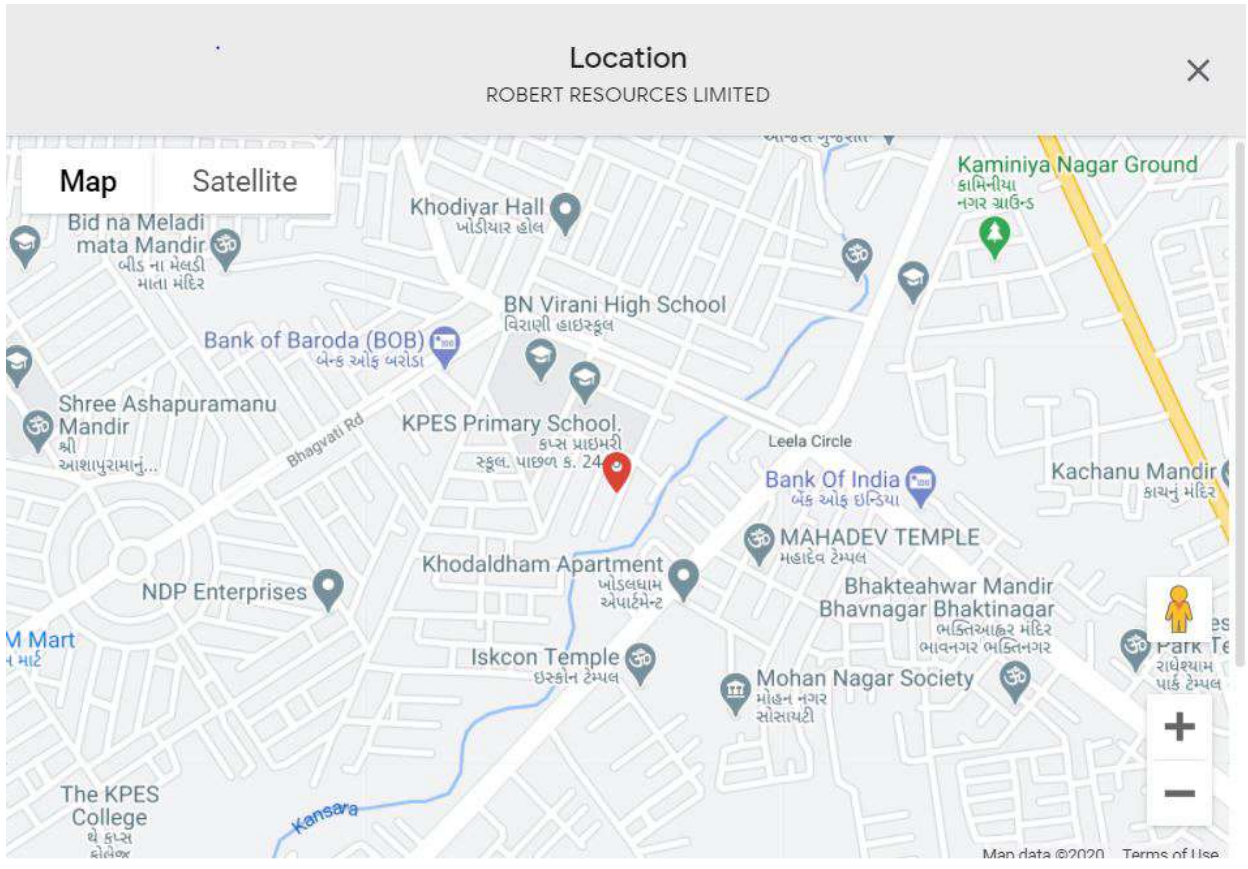 Location
ROBERT RESOURCES LIMITED
Map
Satellite
Kaminiya Nagar Ground
કામિનીયા
નગર ગ્રાઉન્ડ
Khodiyar Hall
ખોડીયાર હોલ
Bid na Meladi
mata Mandir
બીડ ના મેલડી
માતા મંદિર
BN Virani High School
વિરાણી હાઇસ્કૂલ
Bank of Baroda (BOB)
બેન્ક ઓફ બરોડા
Shree Ashapuramanu
Mandir
શ્રી
આશાપુરામાનું...
Bhagvati Rd
KPES Primary School,
કપ્સ પ્રાઇમરી
સ્કુલ. પાછળ ક. 24
Leela Circle
Bank Of India
બેંક ઓફ ઇન્ડિયા
Kachanu Mandir
કાચનું મંદિર
MAHADEV TEMPLE
મહાદેવ ટેમ્પલ
Khodaldham Apartment
ખોડલધામ
એપાર્ટમેન્ટ
NDP Enterprises
Bhakteahwar Mandir
Bhavnagar Bhaktinagar
મંદિર
ભાવનગર ભક્તિનગર
M Mart
માર્ટ
Iskcon Temple
ઇસ્કોન ટેમ્પલ
Park Te
રાધેશ્યામ
પાર્ક ટેમ્પલ
Mohan Nagar Society
મોહન નગર
સોસાયટી
The KPES
College
થે કપ્સ
કોલેજ
Kansara
Map data ©2020
Terms of Use